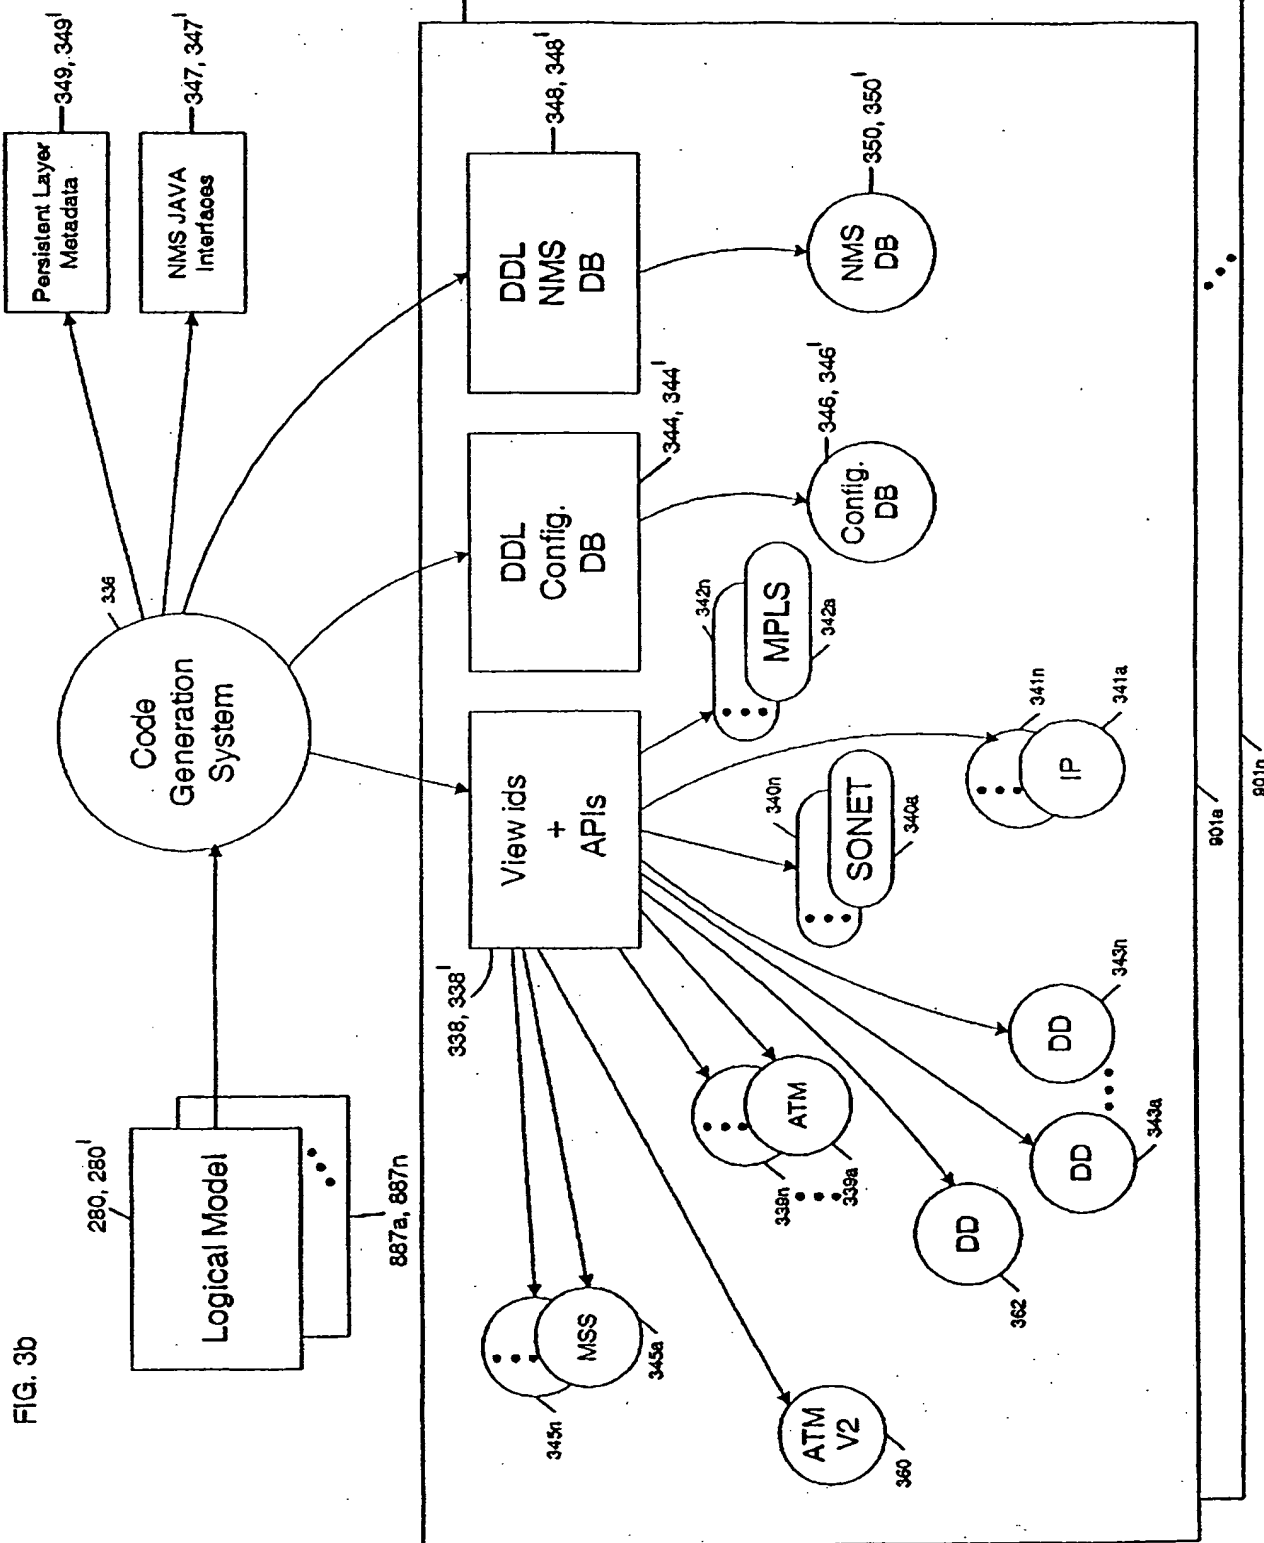 FIG. 3b
280, 280'
Logical Model
887a, 887n
Code
Generation
System
336
Persistent Layer
Metadata
349, 349'
NMS JAVA
Interfaces
347, 347'
338, 338'
View ids
+
APIs
DDL
Config.
DB
344, 344'
DDL
NMS
DB
348, 348'
345n
MSS
345a
ATM
V2
360
339n
ATM
339a
DD
362
DD
343a
DD
343n
340n
SONET
340a
341n
IP
341a
342n
MPLS
342a
Config.
DB
346, 346'
NMS
DB
350, 350'
901a
901n